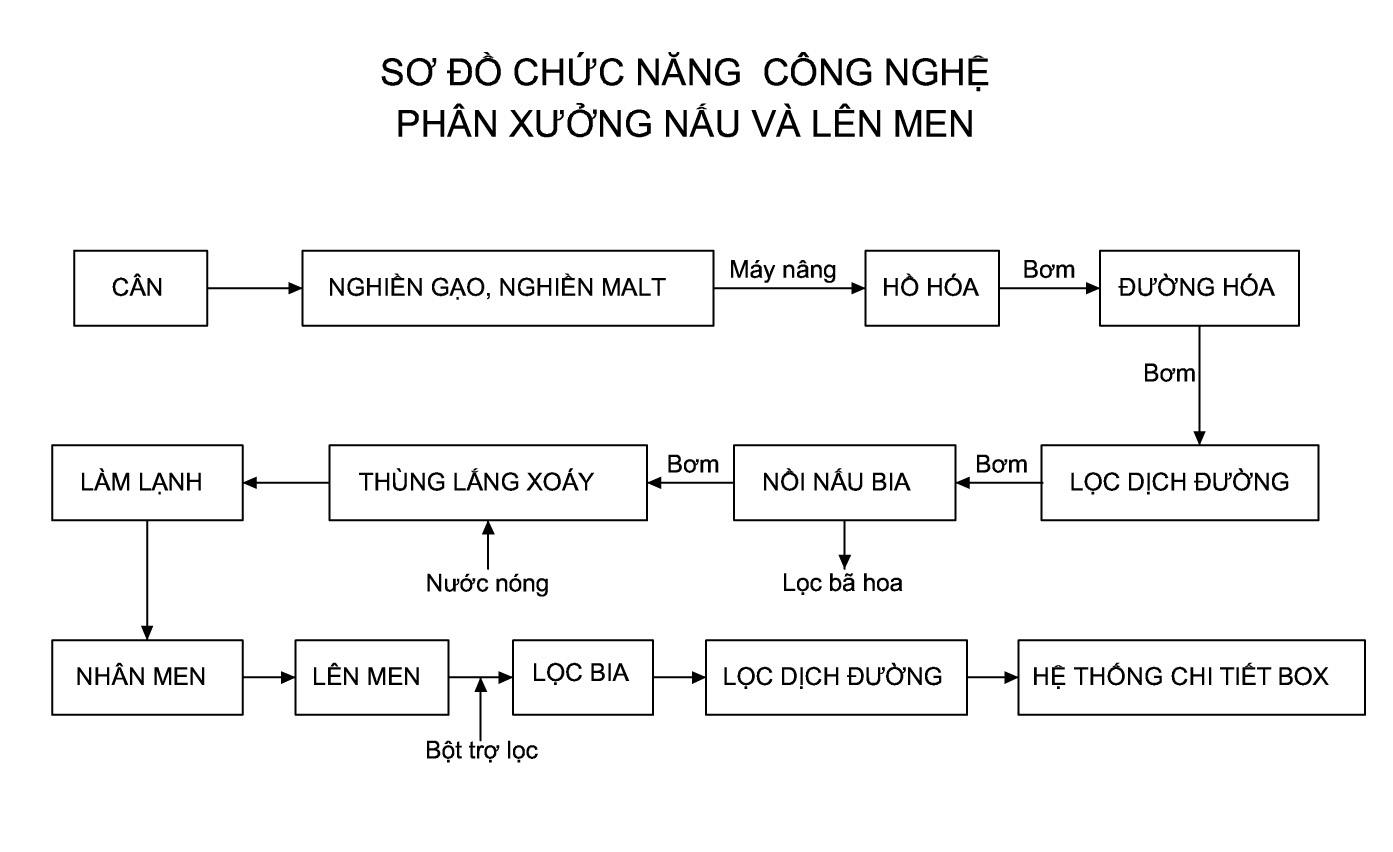 SƠ ĐỒ CHỨC NĂNG CÔNG NGHỆ
PHÂN XƯỞNG NẤU VÀ LÊN MEN
CÂN
NGHIỀN GẠO, NGHIỀN MALT
Máy nâng
HỒ HÓA
Bơm
ĐƯỜNG HÓA
Bơm
LÀM LẠNH
THÙNG LẮNG XOÁY
Bơm
NỒI NẤU BIA
Bơm
LỌC DỊCH ĐƯỜNG
Nước nóng
Lọc bã hoa
NHÂN MEN
LÊN MEN
LỌC BIA
LỌC DỊCH ĐƯỜNG
HỆ THỐNG CHI TIẾT BOX
Bột trợ lọc